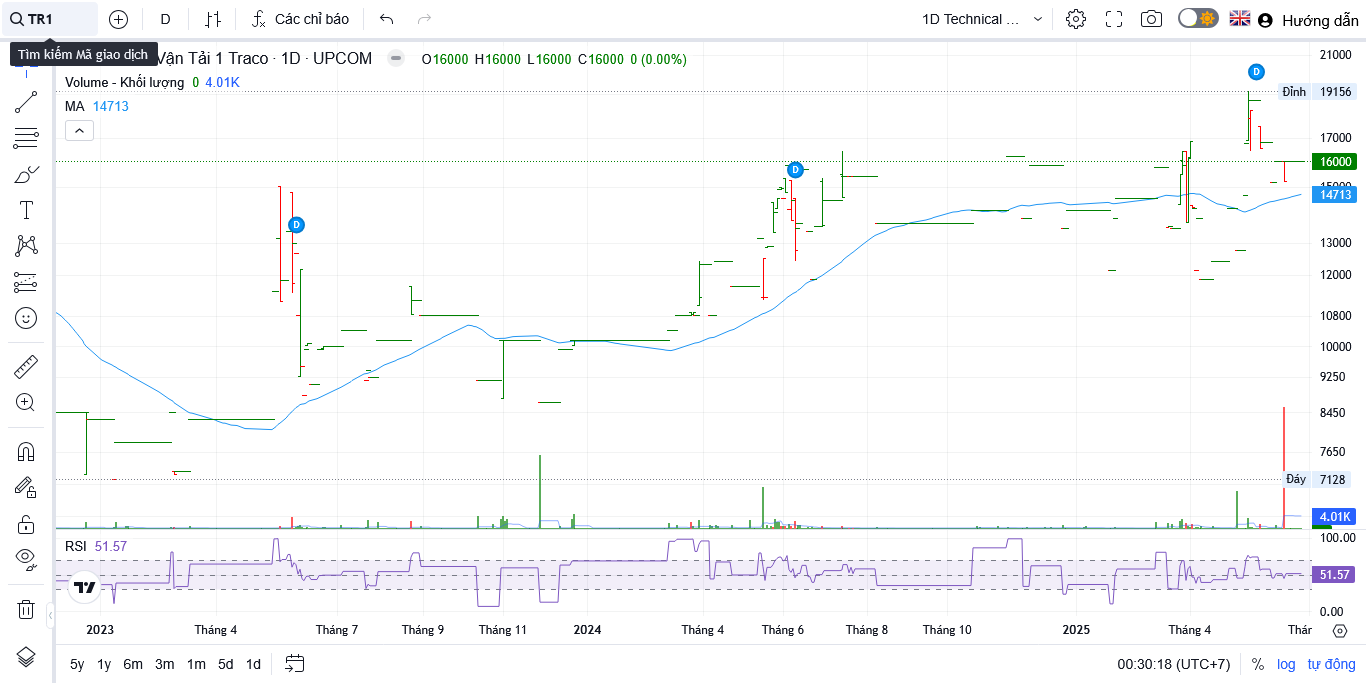 TR1
D
Các chỉ báo
1D Technical ...
Hướng dẫn
Tìm kiếm Mã giao dịch
Vận Tải 1 Traco · 1D · UPCOM
O16000 H16000 L16000 C16000 0 (0.00%)
Volume - Khối lượng 0 4.01K
MA 14713
21000
D
Đỉnh 19156
17000
16000
D
15000
14713
D
13000
12000
10800
10000
9250
8450
7650
Đáy 7128
4.01K
100.00
RSI 51.57
51.57
0.00
2023 Tháng 4 Tháng 7 Tháng 9 Tháng 11 2024 Tháng 4 Tháng 6 Tháng 8 Tháng 10 2025 Tháng 4 Thár
5y 1y 6m 3m 1m 5d 1d
00:30:18 (UTC+7) % log tự động